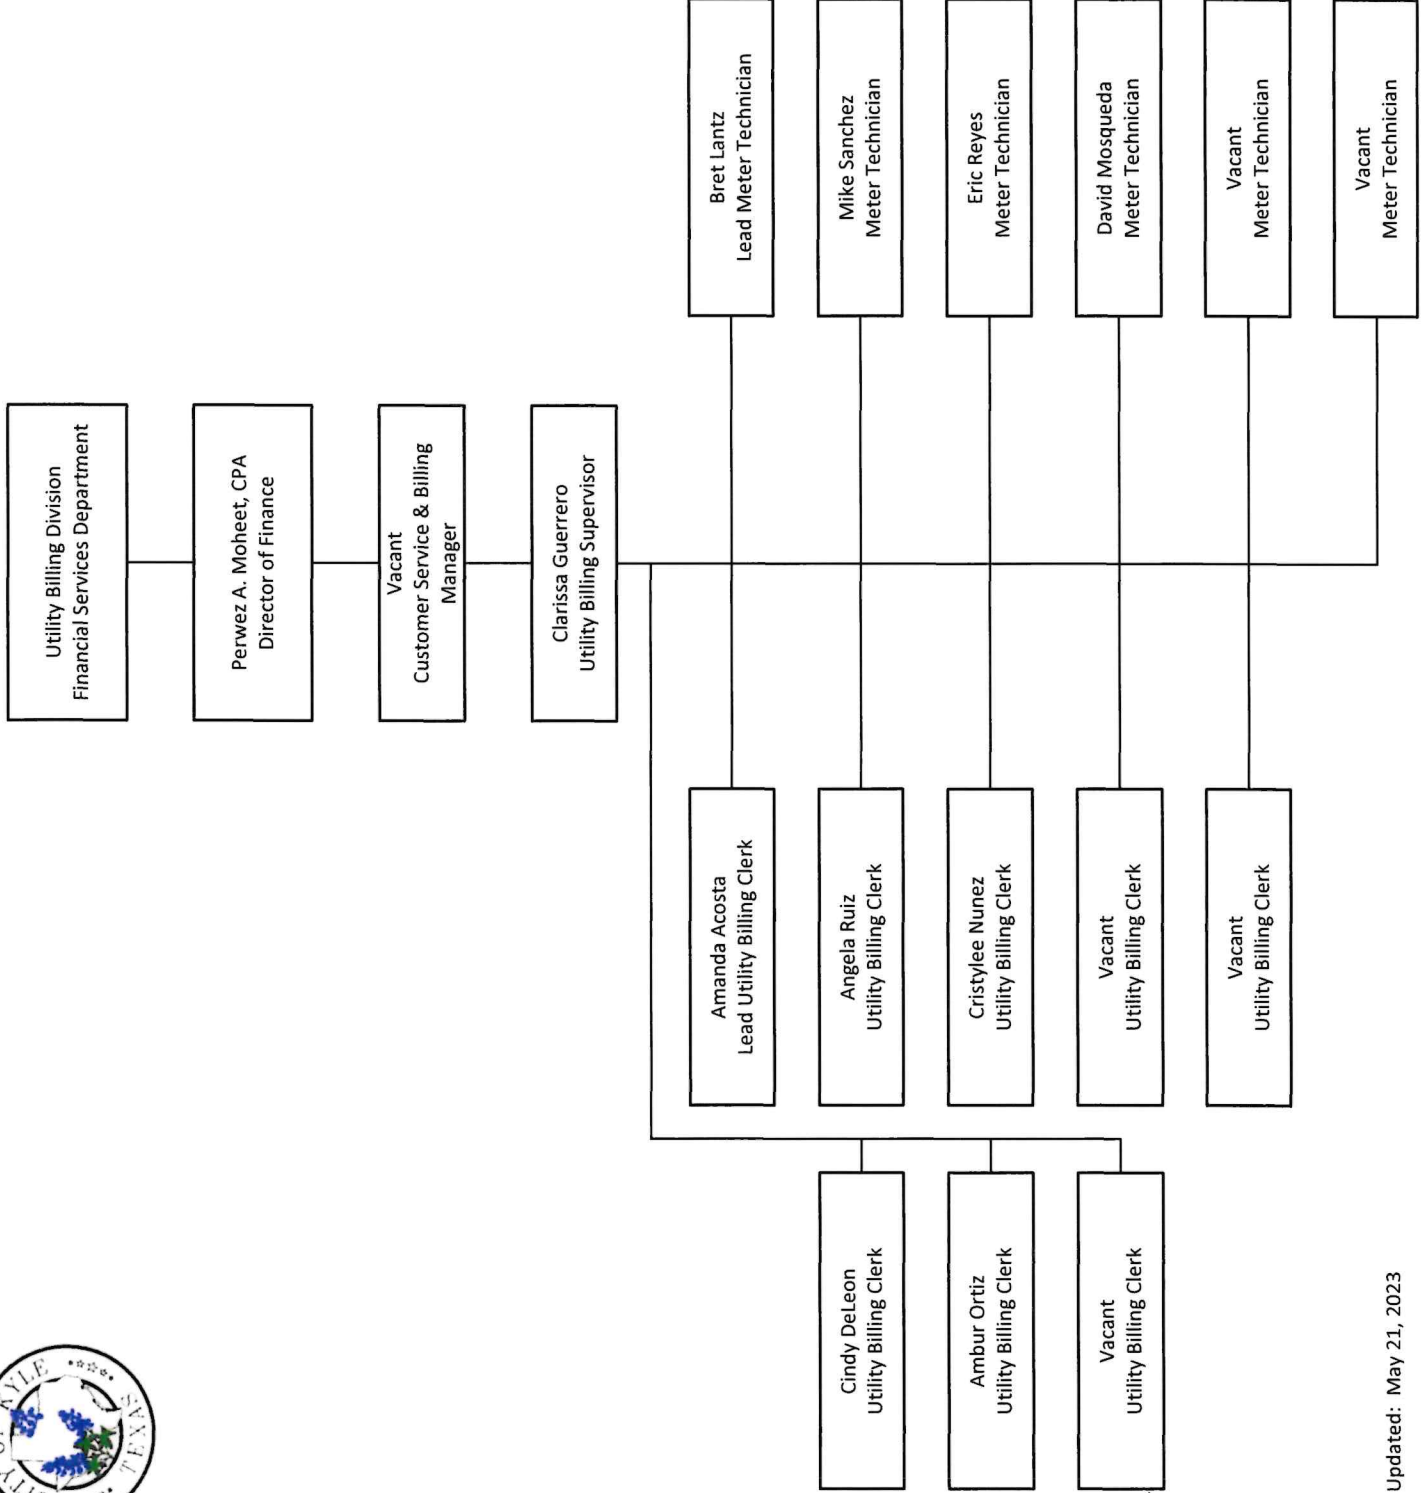 CITY OF KYLE
TEXAS
Utility Billing Division
Financial Services Department
Perwez A. Moheet, CPA
Director of Finance
Vacant
Customer Service & Billing
Manager
Clarissa Guerrero
Utility Billing Supervisor
Amanda Acosta
Lead Utility Billing Clerk
Bret Lantz
Lead Meter Technician
Cindy DeLeon
Utility Billing Clerk
Angela Ruiz
Utility Billing Clerk
Mike Sanchez
Meter Technician
Ambur Ortiz
Utility Billing Clerk
Cristylee Nunez
Utility Billing Clerk
Eric Reyes
Meter Technician
Vacant
Utility Billing Clerk
Vacant
Utility Billing Clerk
David Mosqueda
Meter Technician
Vacant
Utility Billing Clerk
Vacant
Meter Technician
Vacant
Meter Technician
Updated: May 21, 2023